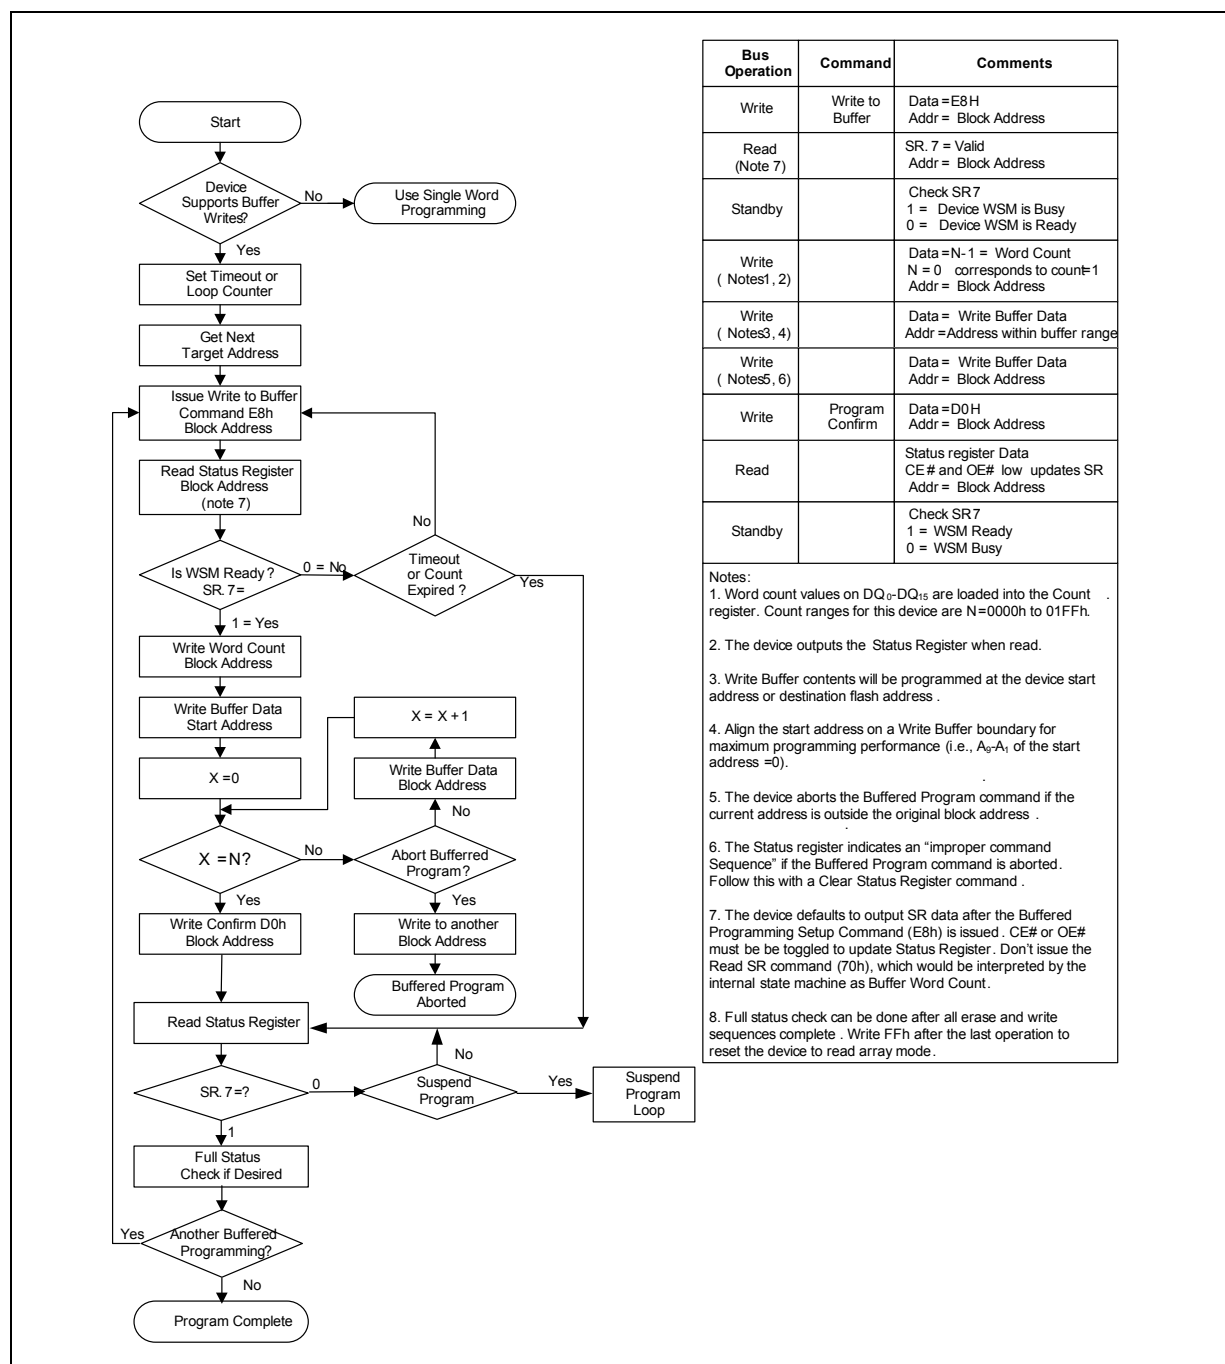 Start
Device
Supports Buffer
Writes?
No
Use Single Word
Programming
Yes
Set Timeout or
Loop Counter
Get Next
Target Address
Issue Write to Buffer
Command E8h
Block Address
Read Status Register
Block Address
(note 7)
No
Is WSM Ready ?
SR. 7 =
0 = No
Timeout
or Count
Expired ?
Yes
1 = Yes
Write Word Count
Block Address
Write Buffer Data
Start Address
X = X + 1
X =0
Write Buffer Data
Block Address
No
X =N?
No
Abort Bufferred
Program?
Yes
Yes
Write Confirm D0h
Block Address
Write to another
Block Address
Buffered Program
Aborted
Read Status Register
No
SR. 7=?
0
Suspend
Program
Yes
Suspend
Program
Loop
1
Full Status
Check if Desired
Yes
Another Buffered
Programming?
No
Program Complete
Bus
Operation
Command
Comments
Write
Write to
Buffer
Data =E8H
Addr = Block Address
Read
(Note 7)
SR. 7 = Valid
Addr = Block Address
Standby
Check SR7
1 = Device WSM is Busy
0 = Device WSM is Ready
Write
( Notes1, 2)
Data =N-1 = Word Count
N = 0 corresponds to count=1
Addr = Block Address
Write
( Notes3, 4)
Data = Write Buffer Data
Addr =Address within buffer range
Write
( Notes5, 6)
Data = Write Buffer Data
Addr = Block Address
Write
Program
Confirm
Data =D0H
Addr = Block Address
Read
Status register Data
CE# and OE# low updates SR
Addr = Block Address
Standby
Check SR7
1 = WSM Ready
0 = WSM Busy
Notes:
1. Word count values on DQ0-DQ15 are loaded into the Count .
register. Count ranges for this device are N=0000h to 01FFh.
2. The device outputs the Status Register when read.
3. Write Buffer contents will be programmed at the device start
address or destination flash address .
4. Align the start address on a Write Buffer boundary for
maximum programming performance (i.e., A9-A1 of the start
address =0).
5. The device aborts the Buffered Program command if the
current address is outside the original block address .
6. The Status register indicates an “improper command
Sequence” if the Buffered Program command is aborted.
Follow this with a Clear Status Register command .
7. The device defaults to output SR data after the Buffered
Programming Setup Command (E8h) is issued . CE# or OE#
must be be toggled to update Status Register . Don’t issue the
Read SR command (70h), which would be interpreted by the
internal state machine as Buffer Word Count.
8. Full status check can be done after all erase and write
sequences complete . Write FFh after the last operation to
reset the device to read array mode .